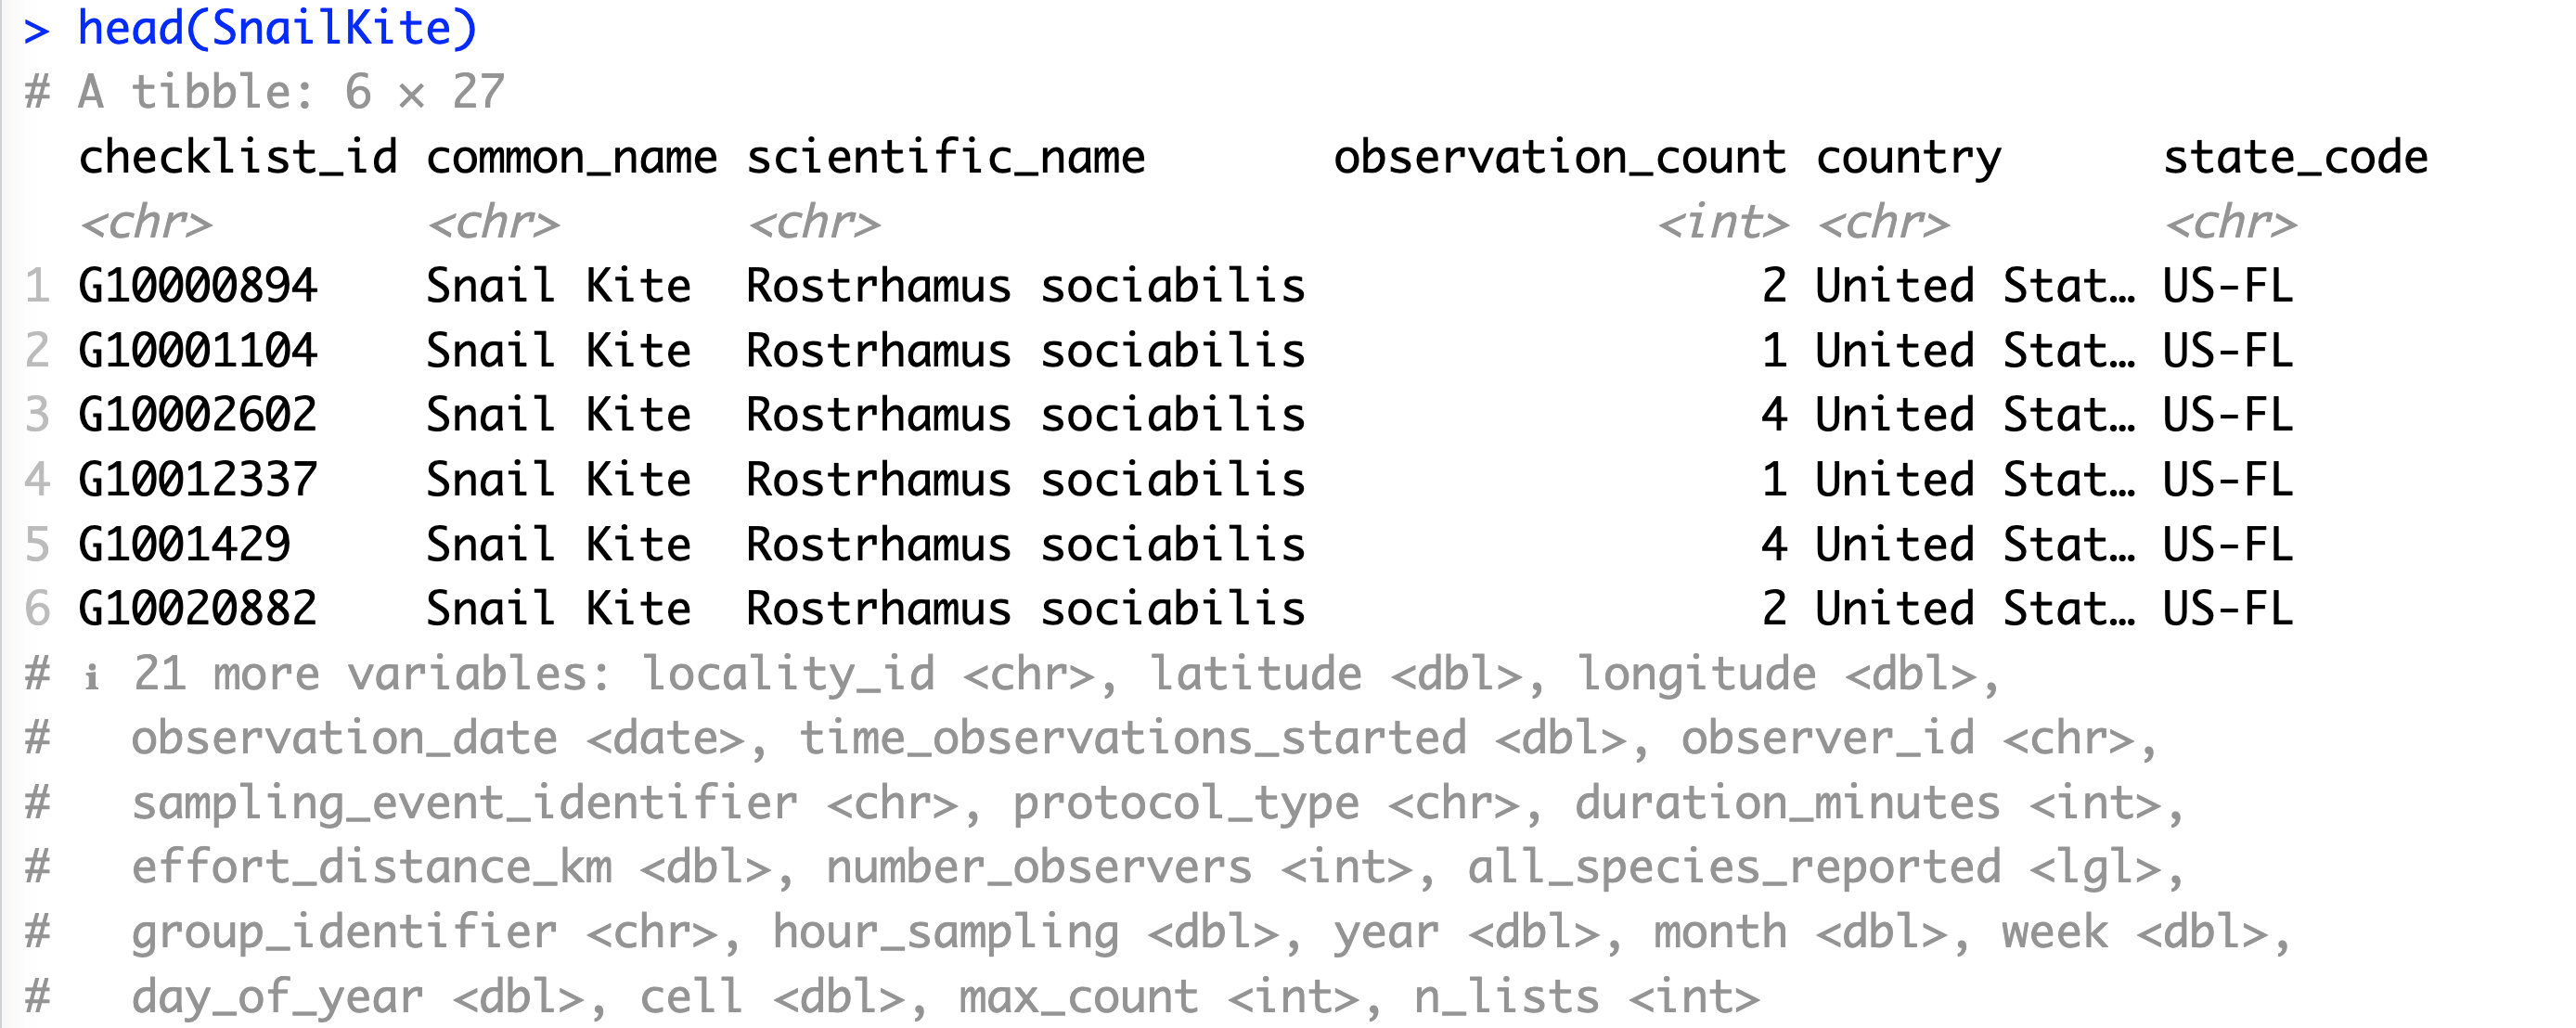 > head(SnailKite)
# A tibble: 6 × 27
checklist_id common_name scientific_name observation_count country state_code
<chr> <chr> <chr> <int> <chr> <chr>
1 G10000894 Snail Kite Rostrhamus sociabilis 2 United Stat… US-FL
2 G10001104 Snail Kite Rostrhamus sociabilis 1 United Stat… US-FL
3 G10002602 Snail Kite Rostrhamus sociabilis 4 United Stat… US-FL
4 G10012337 Snail Kite Rostrhamus sociabilis 1 United Stat… US-FL
5 G1001429 Snail Kite Rostrhamus sociabilis 4 United Stat… US-FL
6 G10020882 Snail Kite Rostrhamus sociabilis 2 United Stat… US-FL
# ℹ 21 more variables: locality_id <chr>, latitude <dbl>, longitude <dbl>,
# observation_date <date>, time_observations_started <dbl>, observer_id <chr>,
# sampling_event_identifier <chr>, protocol_type <chr>, duration_minutes <int>,
# effort_distance_km <dbl>, number_observers <int>, all_species_reported <lgl>,
# group_identifier <chr>, hour_sampling <dbl>, year <dbl>, month <dbl>, week <dbl>,
# day_of_year <dbl>, cell <dbl>, max_count <int>, n_lists <int>